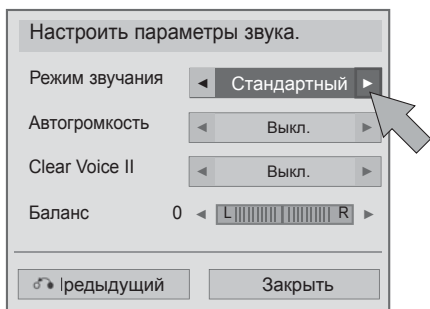 Настроить параметры звука.
Режим звучания ◄ Стандартный ►
Автогромкость ◄ Выкл. ►
Clear Voice II ◄ Выкл. ►
Баланс 0 ◄ L R ►
Закрыть